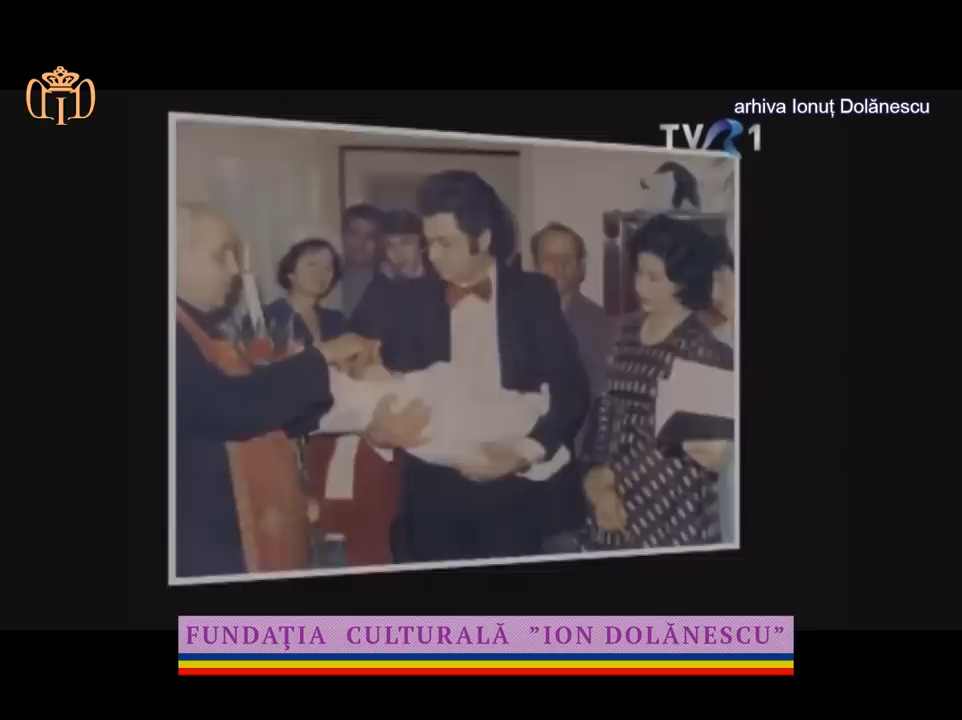 arhiva Ionuț Dolănescu
TVR1
FUNDAŢIA CULTURALĂ ”ION DOLĂNESCU”